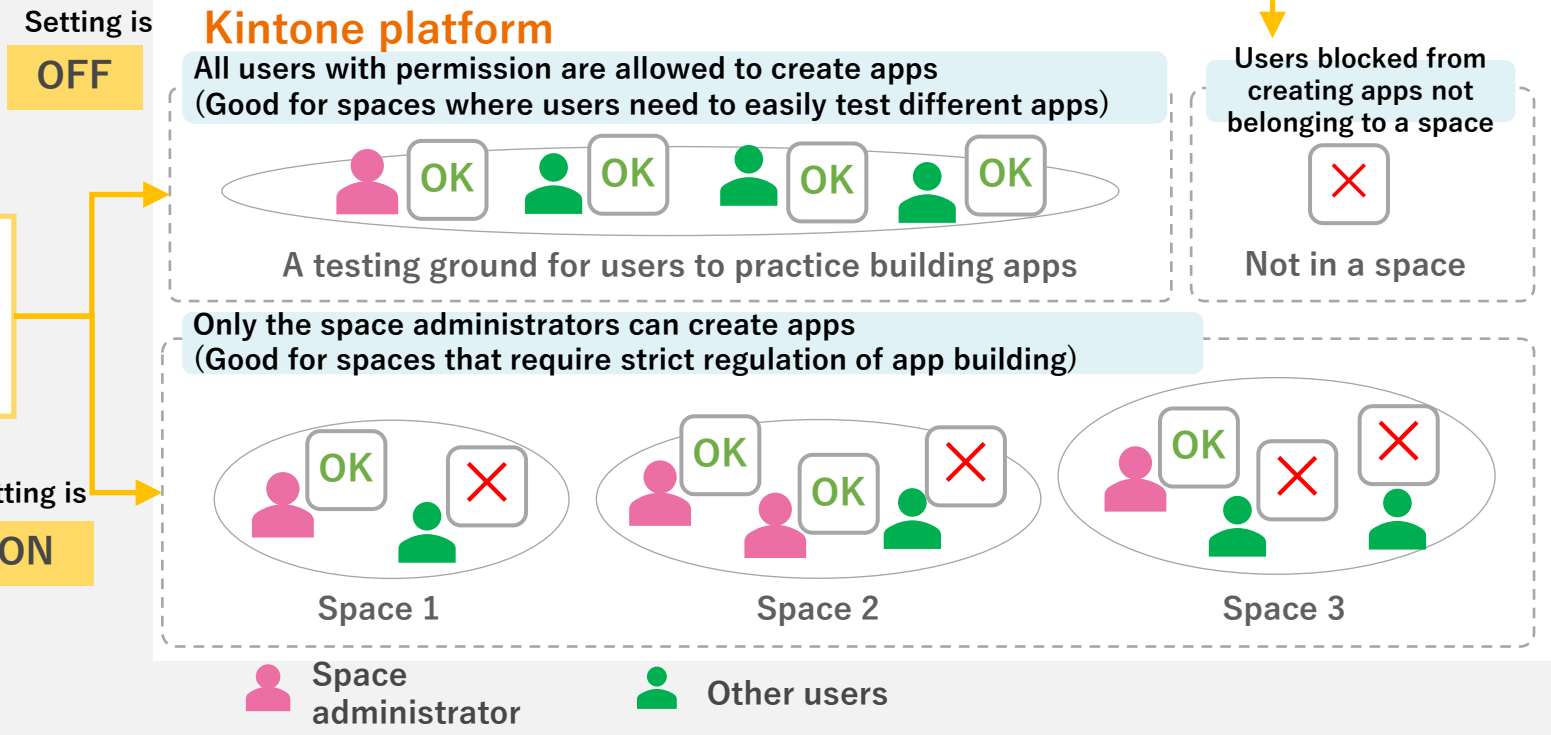 Setting is
OFF
Kintone platform
All users with permission are allowed to create apps
(Good for spaces where users need to easily test different apps)
OK
OK
OK
OK
A testing ground for users to practice building apps
Users blocked from
creating apps not
belonging to a space
Not in a space
tting is
ON
Only the space administrators can create apps
(Good for spaces that require strict regulation of app building)
OK
Space 1
OK
OK
Space 2
OK
Space 3
Space
administrator
Other users